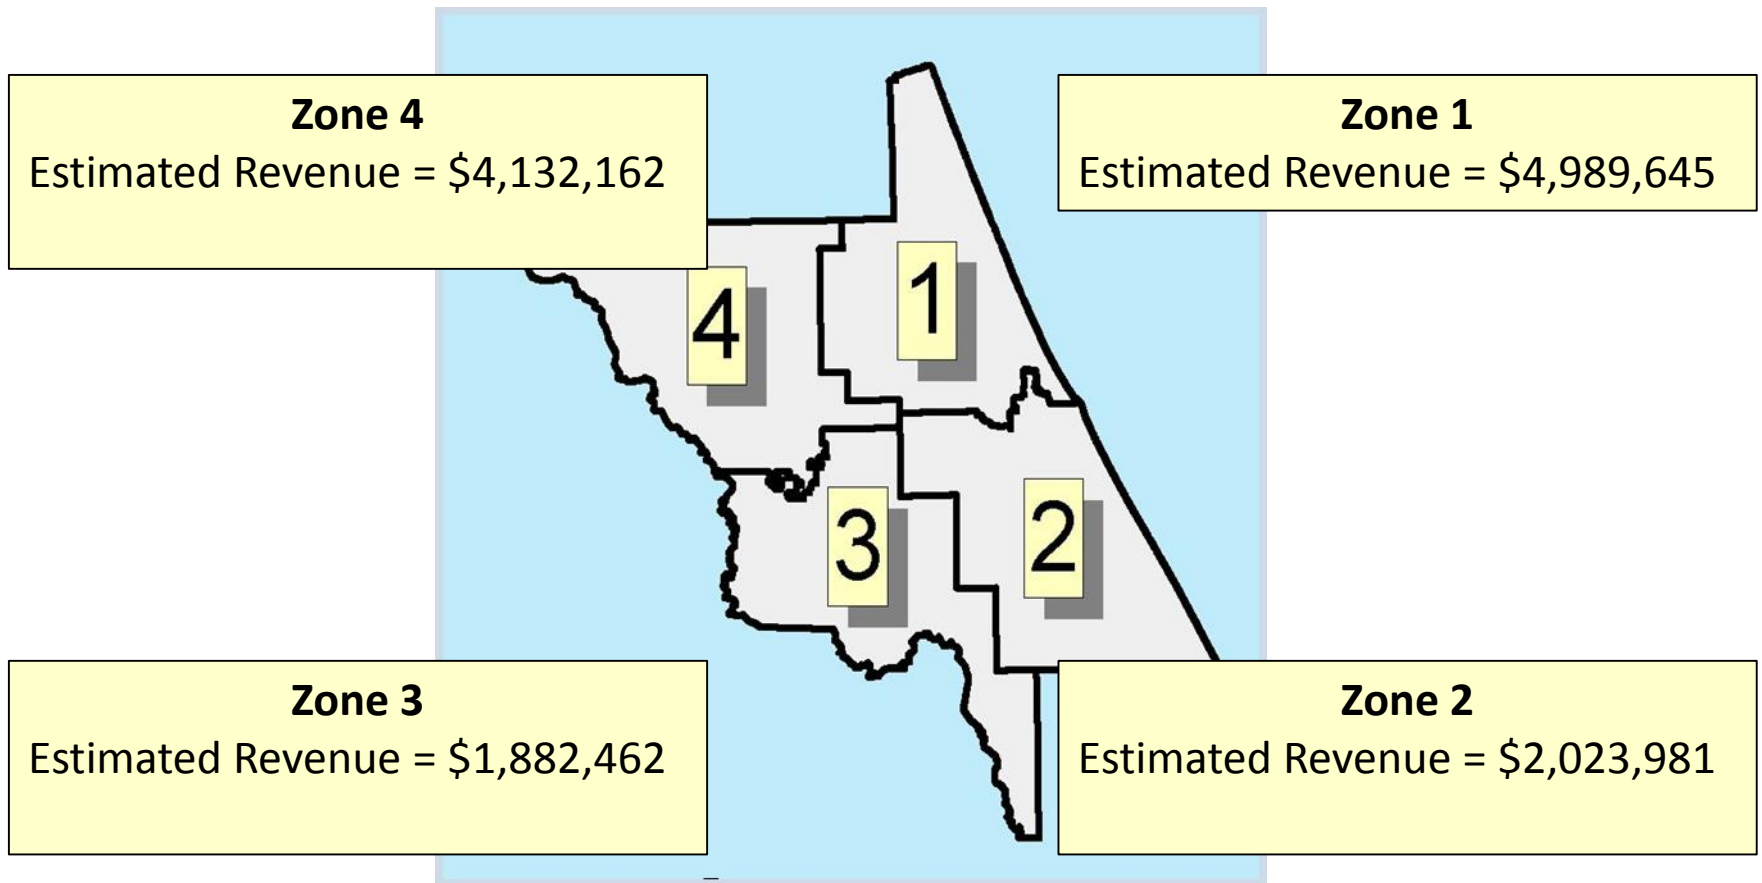 Zone 4
Estimated Revenue = $4,132,162
Zone 1
Estimated Revenue = $4,989,645
4
1
3
2
Zone 3
Estimated Revenue = $1,882,462
Zone 2
Estimated Revenue = $2,023,981